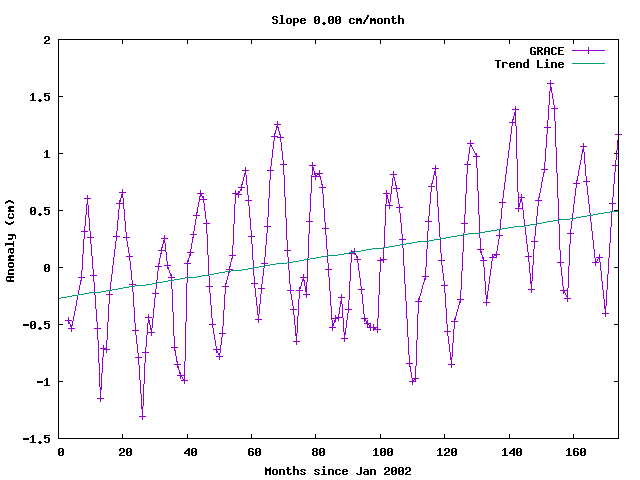 Slope 0.00 cm/month
GRACE
Trend Line
2
1.5
1
0.5
0
-0.5
-1
-1.5
Anomaly (cm)
0 20 40 60 80 100 120 140 160
Months since Jan 2002